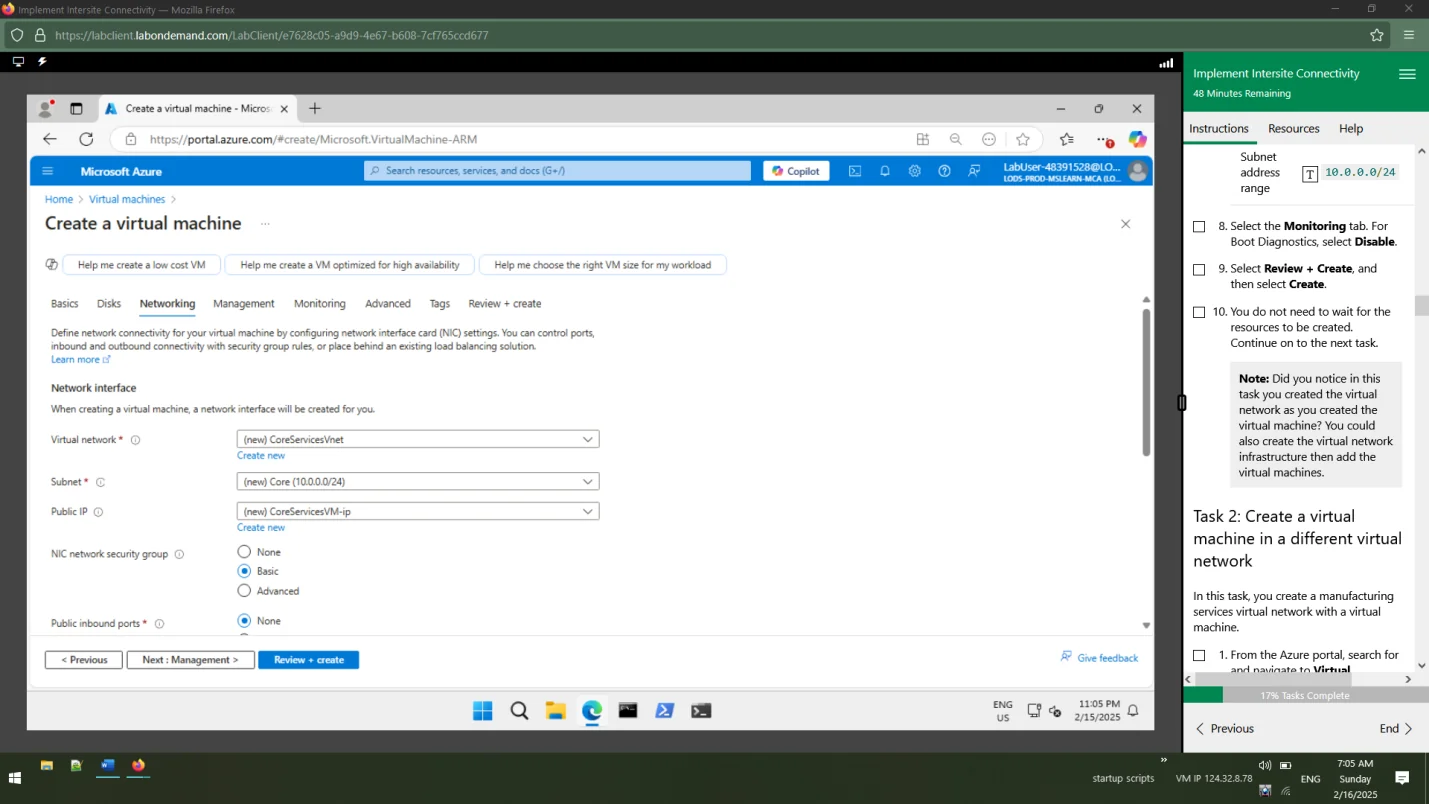 Implement Intersite Connectivity — Mozilla Firefox
https://labclient.labondemand.com/LabClient/e7628c05-a9d9-4e67-b608-7cf765ccd677
Create a virtual machine - Micros
https://portal.azure.com/#create/Microsoft.VirtualMachine-ARM
Microsoft Azure
Search resources, services, and docs (G+/)
Copilot
LabUser-48391528@LO...
LODS-PROD-MSLEARN-MCA (LO...
Home > Virtual machines >
Create a virtual machine ...
Help me create a low cost VM
Help me create a VM optimized for high availability
Help me choose the right VM size for my workload
Basics Disks Networking Management Monitoring Advanced Tags Review + create
Define network connectivity for your virtual machine by configuring network interface card (NIC) settings. You can control ports,
inbound and outbound connectivity with security group rules, or place behind an existing load balancing solution.
Learn more
Network interface
When creating a virtual machine, a network interface will be created for you.
Virtual network *
(new) CoreServicesVnet
Create new
Subnet *
(new) Core (10.0.0.0/24)
Public IP
(new) CoreServicesVM-ip
Create new
NIC network security group
None
Basic
Advanced
Public inbound ports *
None
< Previous
Next : Management >
Review + create
Give feedback
ENG
US
11:05 PM
2/15/2025
Implement Intersite Connectivity
48 Minutes Remaining
Instructions Resources Help
Subnet
address
range
T 10.0.0.0/24
8. Select the Monitoring tab. For
Boot Diagnostics, select Disable.
9. Select Review + Create, and
then select Create.
10. You do not need to wait for the
resources to be created.
Continue on to the next task.
Note: Did you notice in this
task you created the virtual
network as you created the
virtual machine? You could
also create the virtual network
infrastructure then add the
virtual machines.
Task 2: Create a virtual
machine in a different virtual
network
In this task, you create a manufacturing
services virtual network with a virtual
machine.
1. From the Azure portal, search for
and navigate to Virtual
17% Tasks Complete
< Previous
End >
startup scripts
VM IP 124.32.8.78
ENG
7:05 AM
Sunday
2/16/2025